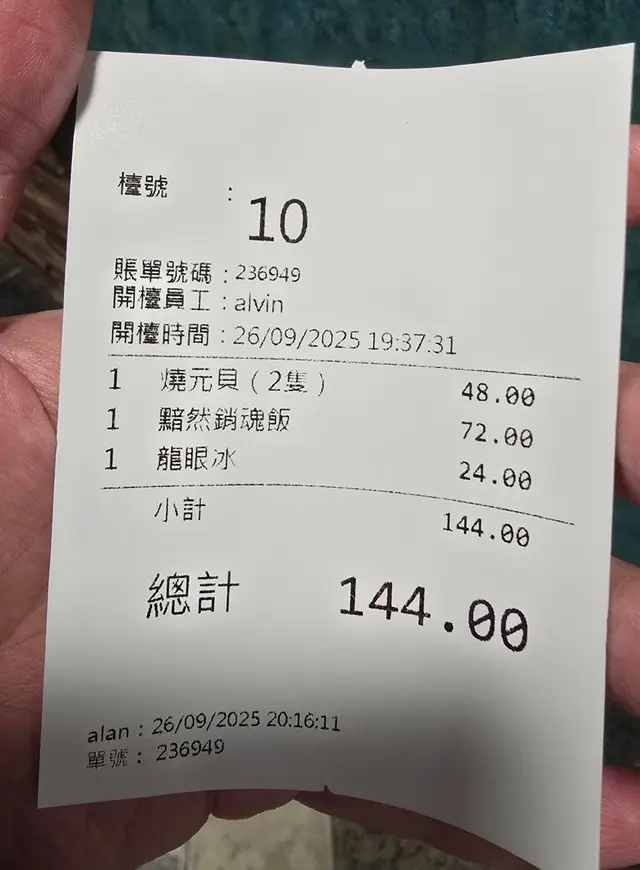 檯號 : 10
賬單號碼 : 236949
開檯員工 : alvin
開檯時間 : 26/09/2025 19:37:31
1 燒元貝 ( 2隻 ) 48.00
1 黯然銷魂飯 72.00
1 龍眼冰 24.00
小計 144.00
總計 144.00
alan : 26/09/2025 20:16:11
單號 : 236949